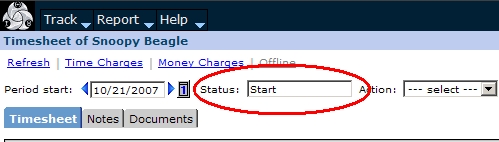 Track Report Help
Timesheet of Snoopy Beagle
Refresh | Time Charges | Money Charges | Offline
Period start: 10/21/2007 1 Status: Start Action: --- select ---
Timesheet Notes Documents